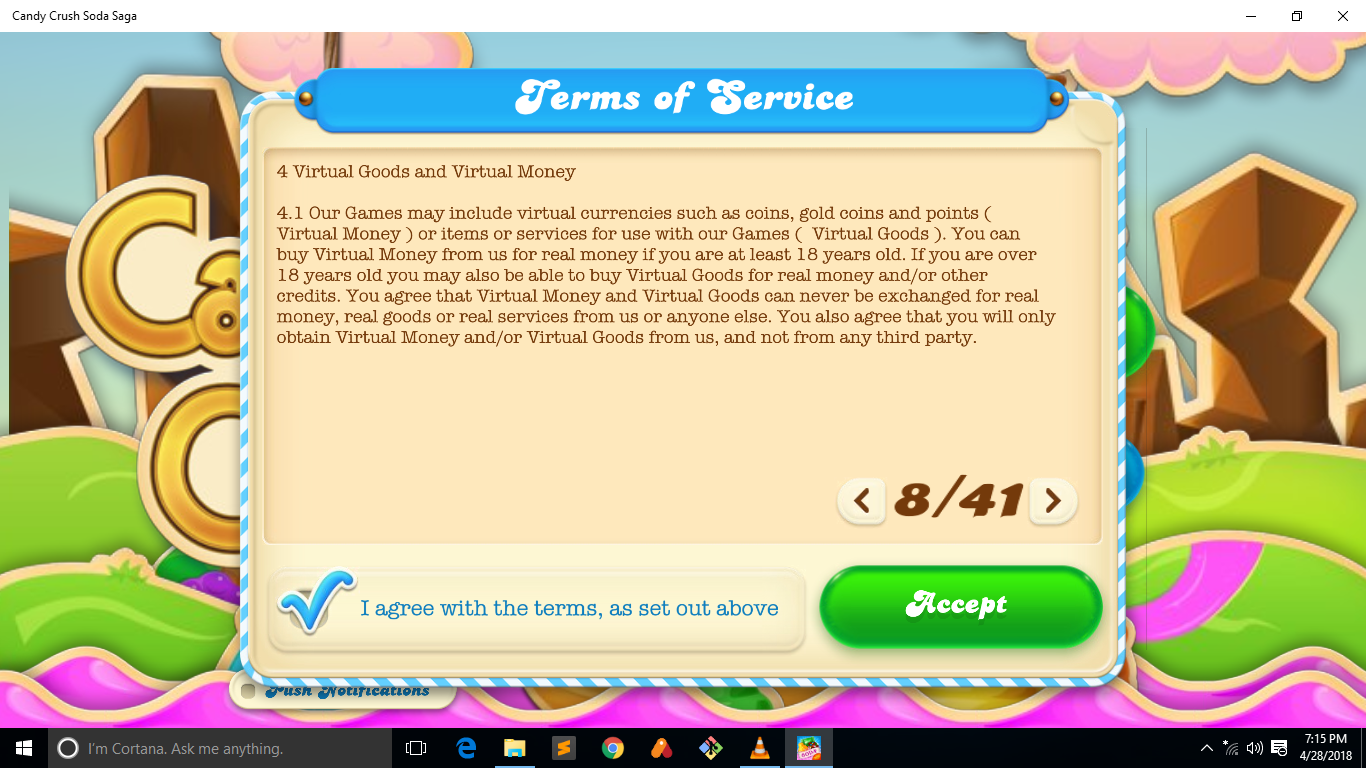 Candy Crush Soda Saga
Terms of Service
4 Virtual Goods and Virtual Money
4.1 Our Games may include virtual currencies such as coins, gold coins and points (
Virtual Money ) or items or services for use with our Games (  Virtual Goods ). You can
buy Virtual Money from us for real money if you are at least 18 years old. If you are over
18 years old you may also be able to buy Virtual Goods for real money and/or other
credits. You agree that Virtual Money and Virtual Goods can never be exchanged for real
money, real goods or real services from us or anyone else. You also agree that you will only
obtain Virtual Money and/or Virtual Goods from us, and not from any third party.
8/41
I agree with the terms, as set out above
Accept
Push Notifications
I'm Cortana. Ask me anything.
7:15 PM
4/28/2018